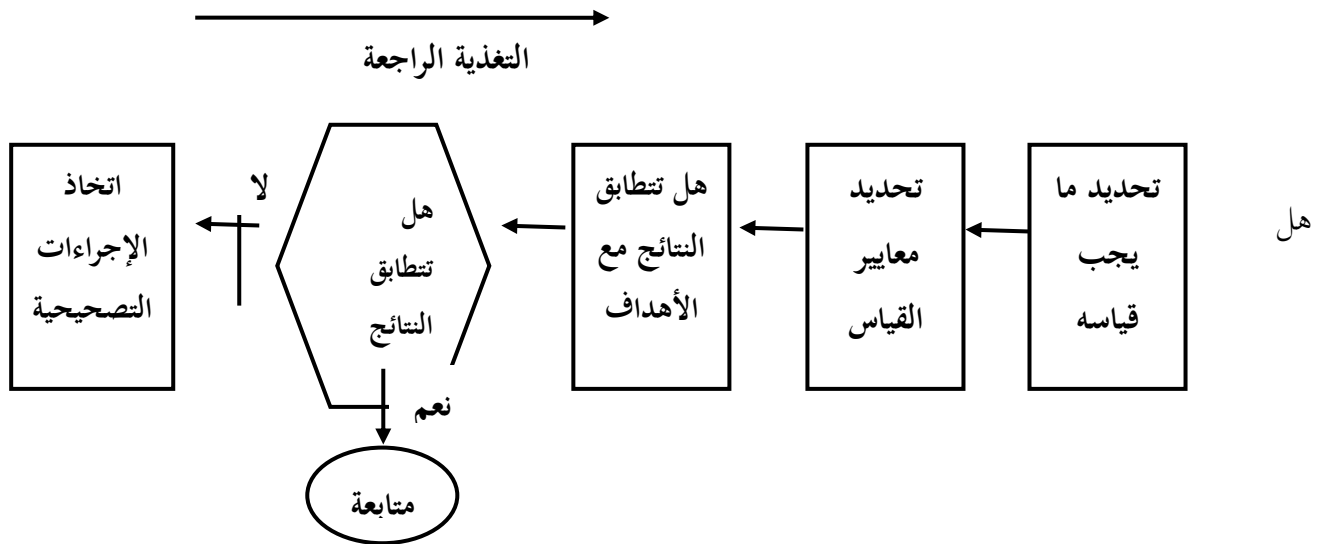 التغذية الراجعة
هل
تحديد ما
يجب
قياسه
تحديد
معايير
القياس
هل تتطابق
النتائج مع
الأهداف
هل
تتطابق
النتائج
لا
اتخاذ
الإجراءات
التصحيحية
نعم
متابعة